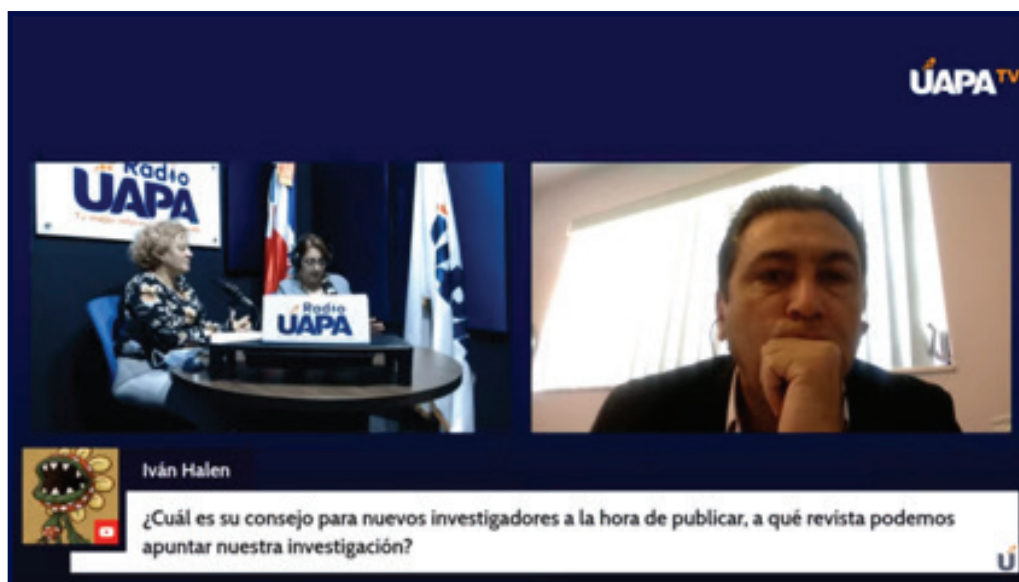 UAPA TV
Radio
UAPA
Tu mejor
Radio
UAPA
Iván Halen
¿Cuál es su consejo para nuevos investigadores a la hora de publicar, a qué revista podemos
apuntar nuestra investigación?